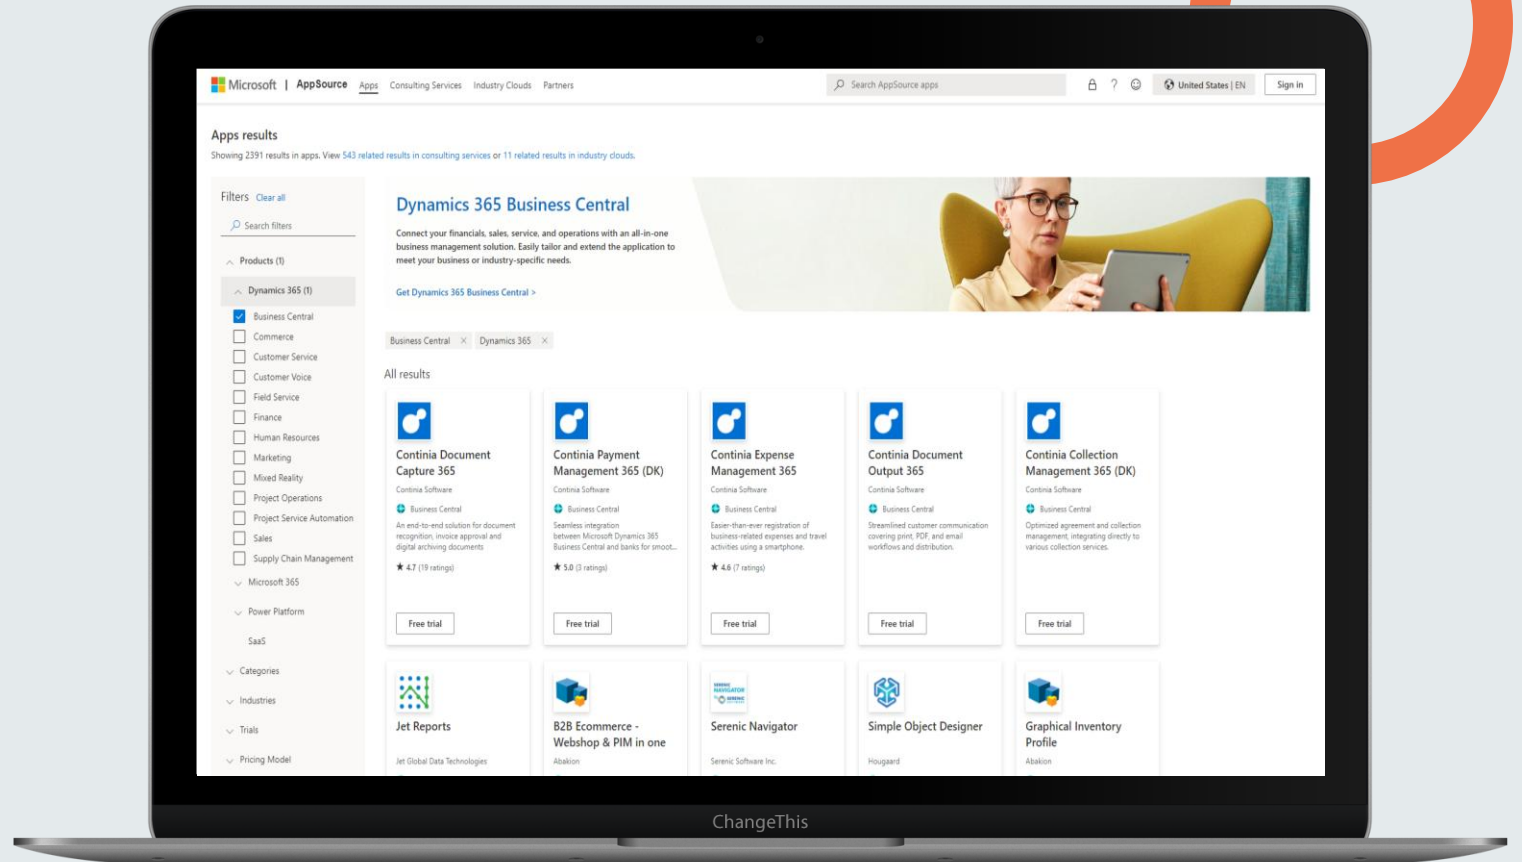 Microsoft | AppSource Apps Consulting Services Industry Clouds Partners Search AppSource apps ? United States | EN Sign in
Apps results
Showing 2391 results in apps. View 543 related results in consulting services or 11 related results in industry clouds.
Filters Clear all
Search filters
Products (1)
Dynamics 365 (1)
Business Central
Commerce
Customer Service
Customer Voice
Field Service
Finance
Human Resources
Marketing
Mixed Reality
Project Operations
Project Service Automation
Sales
Supply Chain Management
Microsoft 365
Power Platform
SaaS
Categories
Industries
Trials
Pricing Model
Dynamics 365 Business Central
Connect your financials, sales, service, and operations with an all-in-one
business management solution. Easily tailor and extend the application to
meet your business or industry-specific needs.
Get Dynamics 365 Business Central >
Business Central × Dynamics 365 ×
All results
Continia Document
Capture 365
Continia Software
Business Central
An end-to-end solution for document
recognition, invoice approval and
digital archiving documents
★ 4.7 (19 ratings)
Free trial
Continia Payment
Management 365 (DK)
Continia Software
Business Central
Seamless integration
between Microsoft Dynamics 365
Business Central and banks for smoot...
★ 5.0 (3 ratings)
Free trial
Continia Expense
Management 365
Continia Software
Business Central
Easier-than-ever registration of
business-related expenses and travel
activities using a smartphone.
★ 4.6 (7 ratings)
Free trial
Continia Document
Output 365
Continia Software
Business Central
Streamlined customer communication
covering print, PDF, and email
workflows and distribution.
Free trial
Continia Collection
Management 365 (DK)
Continia Software
Business Central
Optimized agreement and collection
management, integrating directly to
various collection services.
Free trial
Jet Reports
Jet Global Data Technologies
B2B Ecommerce -
Webshop & PIM in one
Abakion
SERENIC
NAVIGATOR
SERENIC
Serenic Navigator
Serenic Software Inc.
Simple Object Designer
Hougaard
Graphical Inventory
Profile
Abakion
ChangeThis